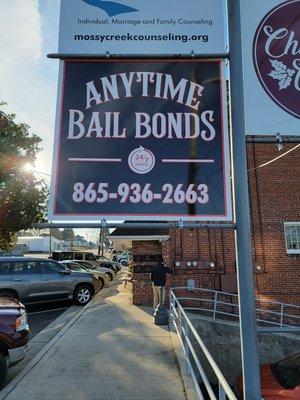 Individual, Marriage and Family Counseling
mossycreekcounseling.org
ANYTIME
BAIL BONDS
24/7
865-936-2663